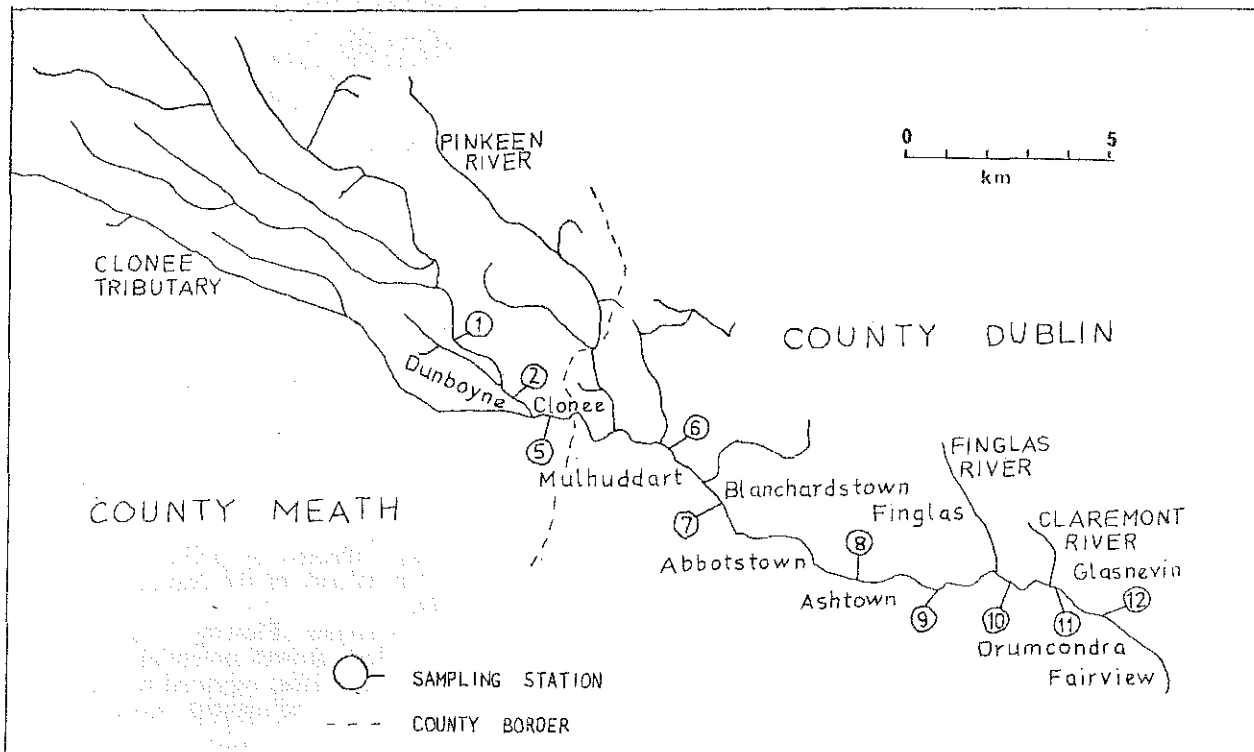 PINKEEN
RIVER
0 5
km
CLONEE
TRIBUTARY
COUNTY DUBLIN
1
Dunboyne
2
Clonee
5
6
Mulhuddart
COUNTY MEATH
Blanchardstown
7
Abbotstown
FINGLAS
RIVER
Finglas
8
Ashtown
9
CLAREMONT
RIVER
Glasnevin
10
11
12
Drumcondra
Fairview
SAMPLING STATION
COUNTY BORDER